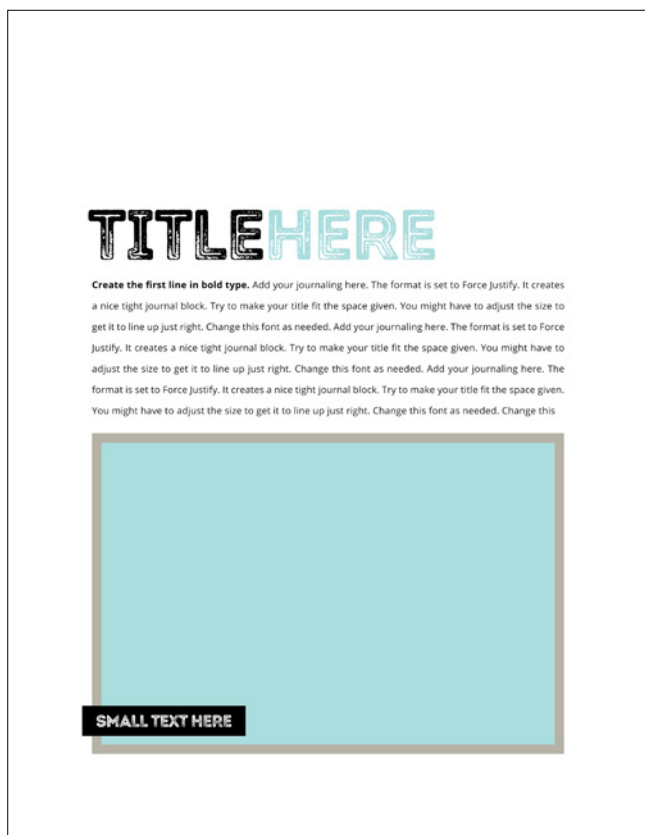 TITLEHERE
Create the first line in bold type. Add your journaling here. The format is set to Force Justify. It creates
a nice tight journal block. Try to make your title fit the space given. You might have to adjust the size to
get it to line up just right. Change this font as needed. Add your journaling here. The format is set to Force
Justify. It creates a nice tight journal block. Try to make your title fit the space given. You might have to
adjust the size to get it to line up just right. Change this font as needed. Add your journaling here. The
format is set to Force Justify. It creates a nice tight journal block. Try to make your title fit the space given.
You might have to adjust the size to get it to line up just right. Change this font as needed. Change this
SMALL TEXT HERE